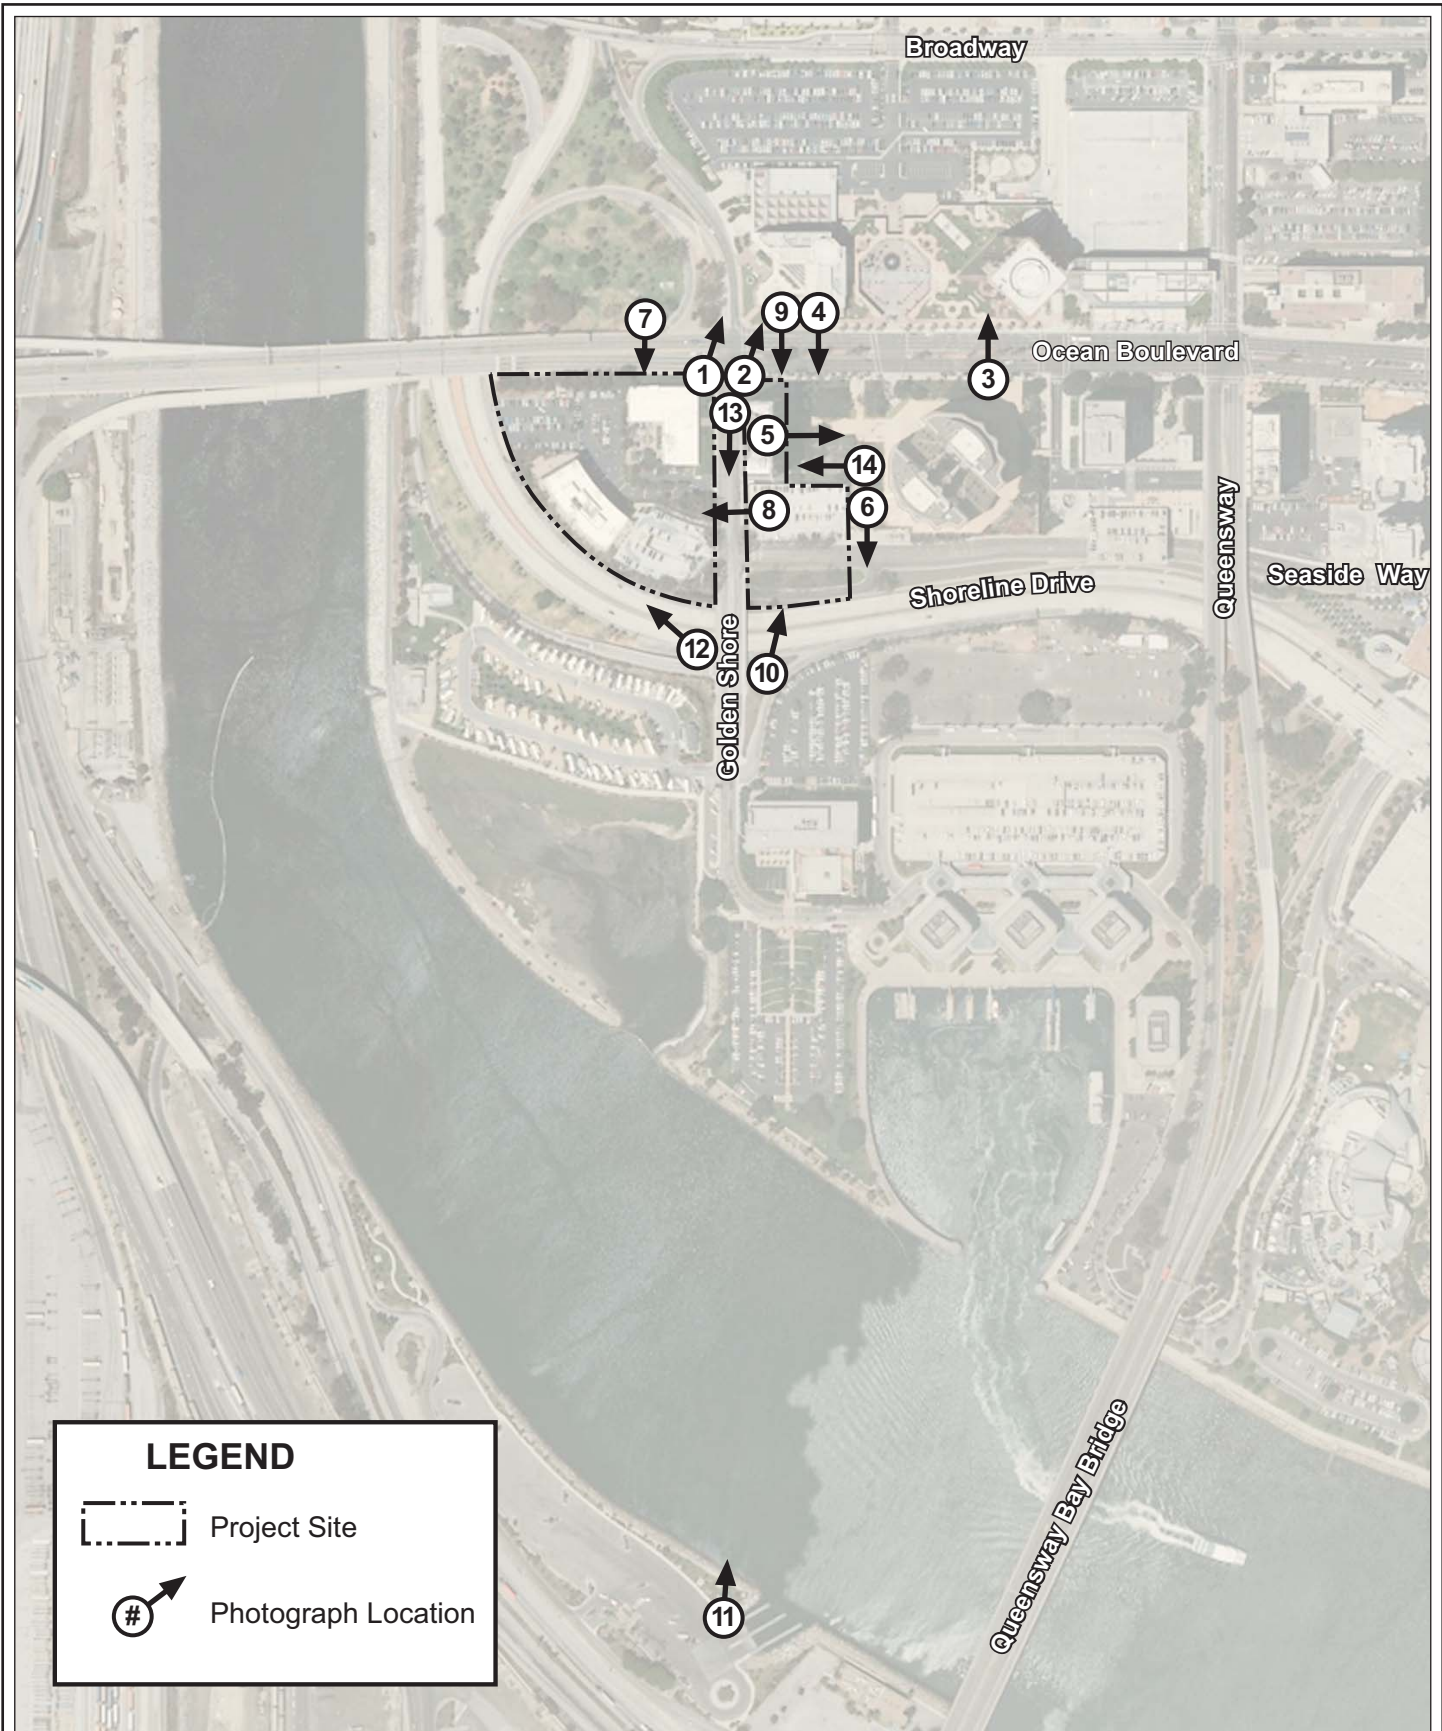 Broadway
7
9
4
Ocean Boulevard
1
2
3
13
5
14
6
8
Queensway
Seaside Way
Shoreline Drive
12
10
Golden Shore
LEGEND
Project Site
# Photograph Location
11
Queensway Bay Bridge